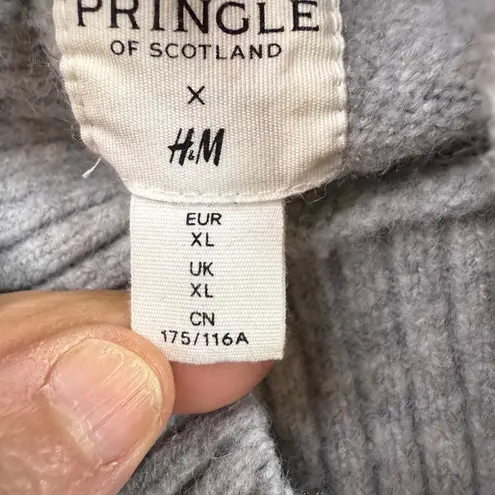 PRINGLE
OF SCOTLAND
X
H&M
EUR
XL
UK
XL
CN
175/116A